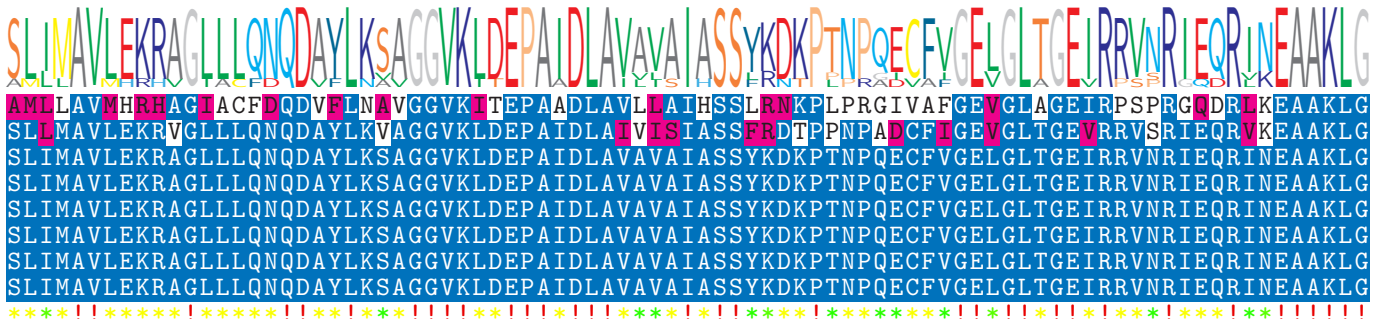 SLIMAVLEKRAGLLLQNQDAYLKSAGGVKLDEPAIDLAVAVAIASSYKDKPTNPQECFVGELGLTGEIRRVNRIEQRINEAAKLG
AMLLAVMHRHAGIACFDQDVFLNAVGGVKITEPAADLAVLLAIHSSLRNKPLPRGIVAFGEVGLAGEIRPSPRGQDRLKEAAKLG
SLLMAVLEKRVGLLLQNQDAYLKVAGGVKLDEPAIDLAIVISIASSFRDTPPNPADCFIGEVGLTGEVRRVSRIEQRVKEAAKLG
SLIMAVLEKRAGLLLQNQDAYLKSAGGVKLDEPAIDLAVAVAIASSYKDKPTNPQECFVGELGLTGEIRRVNRIEQRINEAAKLG
SLIMAVLEKRAGLLLQNQDAYLKSAGGVKLDEPAIDLAVAVAIASSYKDKPTNPQECFVGELGLTGEIRRVNRIEQRINEAAKLG
SLIMAVLEKRAGLLLQNQDAYLKSAGGVKLDEPAIDLAVAVAIASSYKDKPTNPQECFVGELGLTGEIRRVNRIEQRINEAAKLG
SLIMAVLEKRAGLLLQNQDAYLKSAGGVKLDEPAIDLAVAVAIASSYKDKPTNPQECFVGELGLTGEIRRVNRIEQRINEAAKLG
SLIMAVLEKRAGLLLQNQDAYLKSAGGVKLDEPAIDLAVAVAIASSYKDKPTNPQECFVGELGLTGEIRRVNRIEQRINEAAKLG
SLIMAVLEKRAGLLLQNQDAYLKSAGGVKLDEPAIDLAVAVAIASSYKDKPTNPQECFVGELGLTGEIRRVNRIEQRINEAAKLG
****!!*****!*****!!**!***!!!!**!!!*!!!****!*!!****!********!!*!!*!!*!***!***!**!!!!!!